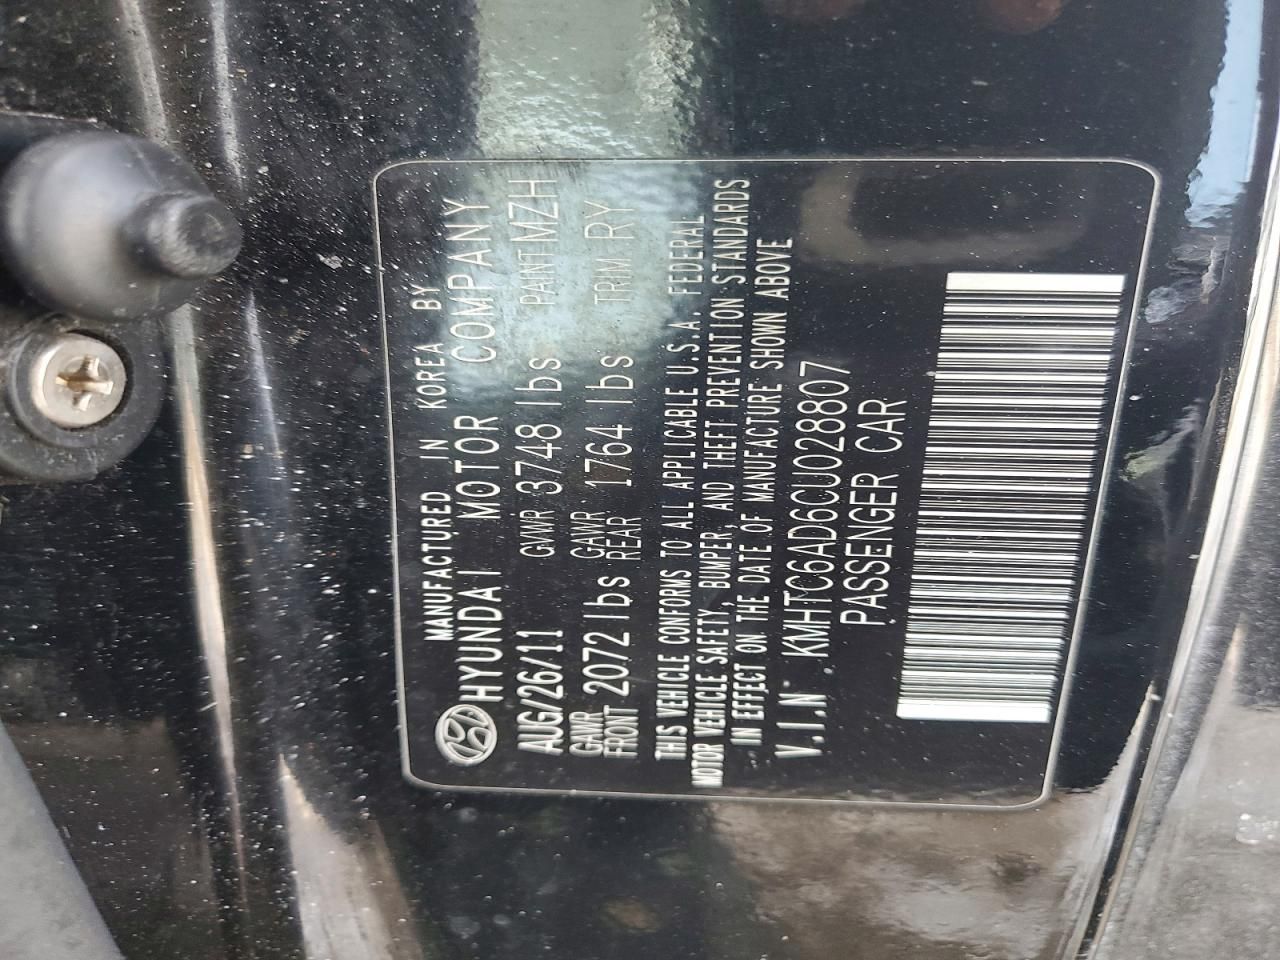 MANUFACTURED IN KOREA BY
HYUNDAI MOTOR COMPANY
AUG/26/11 GVWR 3748 lbs PAINT MZH
GAWR FRONT 2072 lbs GAWR REAR 1764 lbs TRIM RY
THIS VEHICLE CONFORMS TO ALL APPLICABLE U.S.A. FEDERAL
MOTOR VEHICLE SAFETY, BUMPER, AND THEFT PREVENTION STANDARDS
IN EFFECT ON THE DATE OF MANUFACTURE SHOWN ABOVE
V.I.N : KMHTC6AD6CU028807
PASSENGER CAR